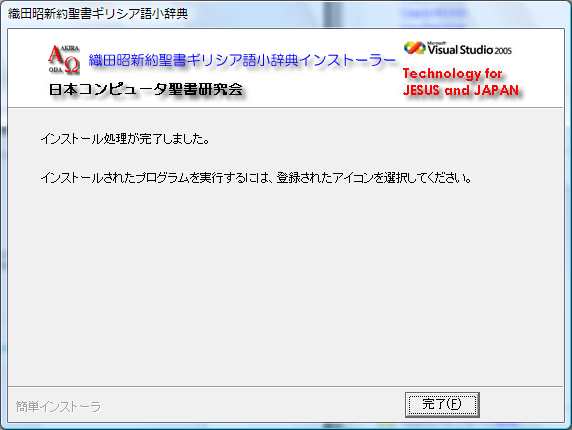 織田昭新約聖書ギリシア語小辞典
AKIRA
ΑΩ
ODA
織田昭新約聖書ギリシア語小辞典インストーラー
日本コンピュータ聖書研究会
Microsoft
Visual Studio 2005
Technology for
JESUS and JAPAN
インストール処理が完了しました。
インストールされたプログラムを実行するには、登録されたアイコンを選択してください。
簡単インストーラ
完了(F)